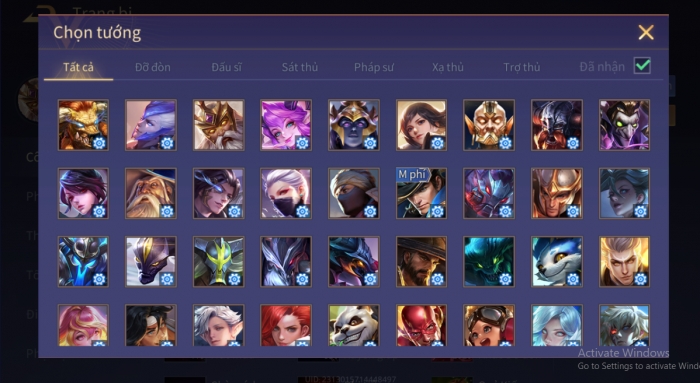 Trang bị
Chọn tướng
Tất cả Đỡ đòn Đấu sĩ Sát thủ Pháp sư Xạ thủ Trợ thủ Đã nhận
M phí
Activate Windows
Go to Settings to activate Wind